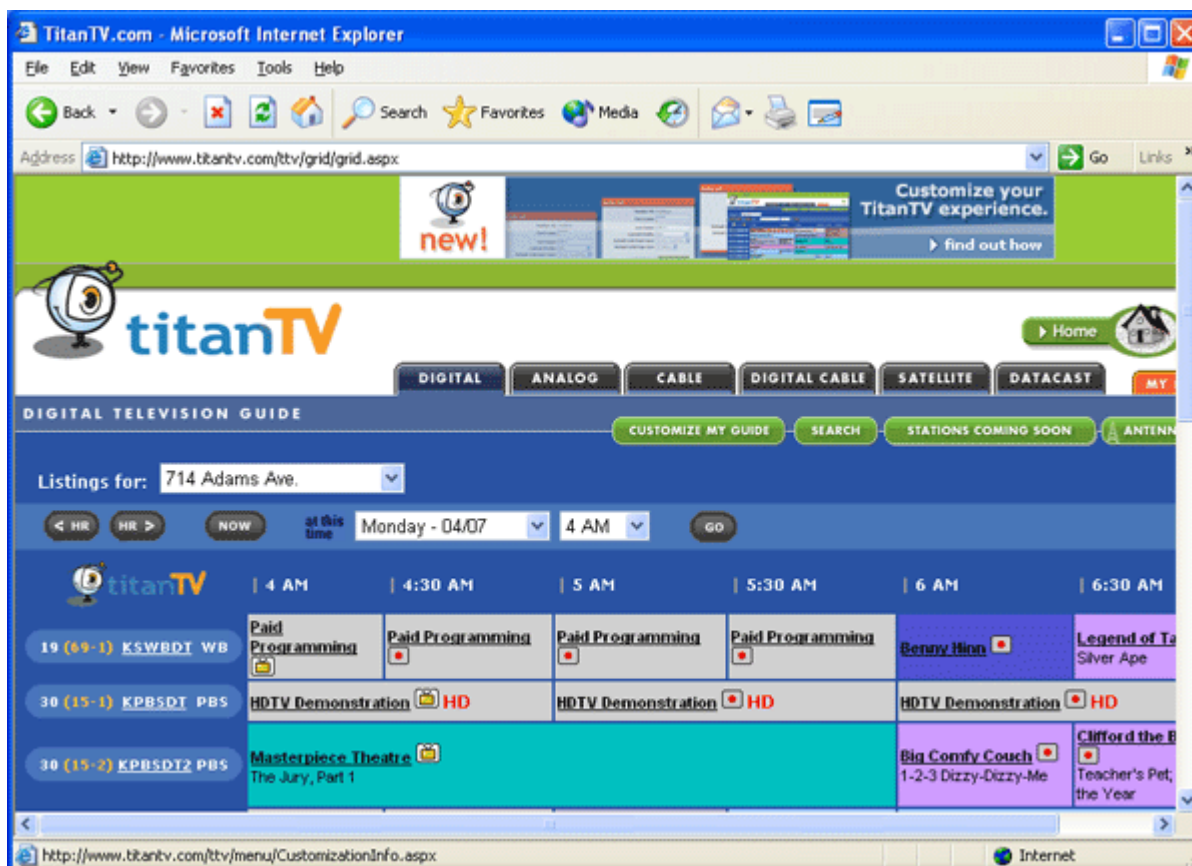 TitanTV.com - Microsoft Internet Explorer
File Edit View Favorites Tools Help
Back Search Favorites Media
Address http://www.titantv.com/ttv/grid/grid.aspx Go Links
new!
Customize your
TitanTV experience.
find out how
titanTV
Home
DIGITAL ANALOG CABLE DIGITAL CABLE SATELLITE DATACAST MY
DIGITAL TELEVISION GUIDE
CUSTOMIZE MY GUIDE SEARCH STATIONS COMING SOON ANTENN
Listings for: 714 Adams Ave.
< HR HR > NOW at this time Monday - 04/07 4 AM GO
titanTV | 4 AM | 4:30 AM | 5 AM | 5:30 AM | 6 AM | 6:30 AM
19 (69-1) KSWBDT WB Paid Programming Paid Programming Paid Programming Paid Programming Benny Hinn Legend of Ta
Silver Ape
30 (15-1) KPBSDT PBS HDTV Demonstration HD HDTV Demonstration HD HDTV Demonstration HD
30 (15-2) KPBSDT2 PBS Masterpiece Theatre Big Comfy Couch Clifford the B
The Jury, Part 1 1-2-3 Dizzy-Dizzy-Me Teacher's Pet;
the Year
http://www.titantv.com/ttv/menu/CustomizationInfo.aspx Internet